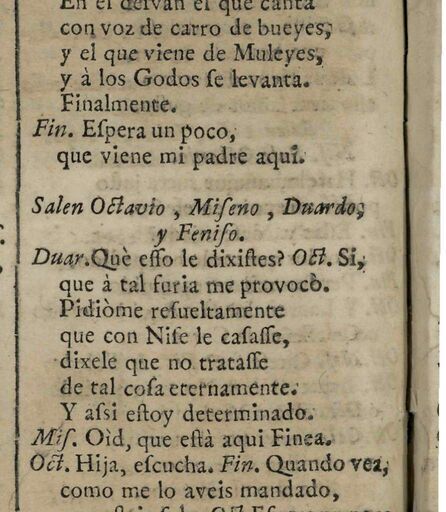 En el delvan el que canta
con voz de carro de bueyes,
y el que viene de Muleyes,
y à los Godos ſe levanta.
Finalmente.
Fin. Eſpera un poco,
que viene mi padre aqui.
Salen Octavio, Miſeno, Duardo,
y Feniſo.
Duar. Què eſſo le dixiſtes? Oct. Si,
que à tal furia me provocò.
Pidiòme reſueltamente
que con Niſe le caſaſſe,
dixele que no trataſſe
de tal coſa eternamente.
Y aſsi eſtoy determinado.
Miſ. Oìd, que eſtà aqui Finea.
Oct. Hija, eſcucha. Fin. Quando vea,
como me lo aveis mandado,